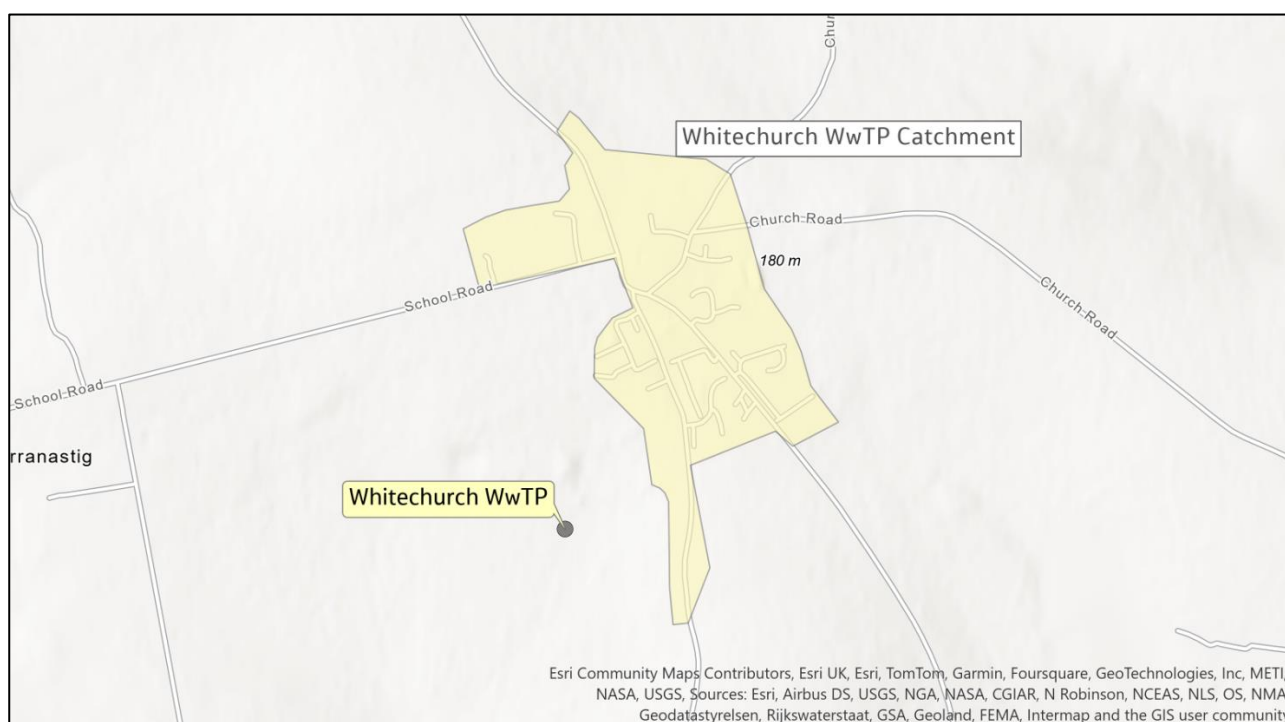 Chur
Whitechurch WwTP Catchment
Church Road
180 m
Church Road
School Road
School Road
rranastig
Whitechurch WwTP
Esri Community Maps Contributors, Esri UK, Esri, TomTom, Garmin, Foursquare, GeoTechnologies, Inc, METI,
NASA, USGS, Sources: Esri, Airbus DS, USGS, NGA, NASA, CGIAR, N Robinson, NCEAS, NLS, OS, NMA,
Geodatastyrelsen, Rijkswaterstaat, GSA, Geoland, FEMA, Intermap and the GIS user community